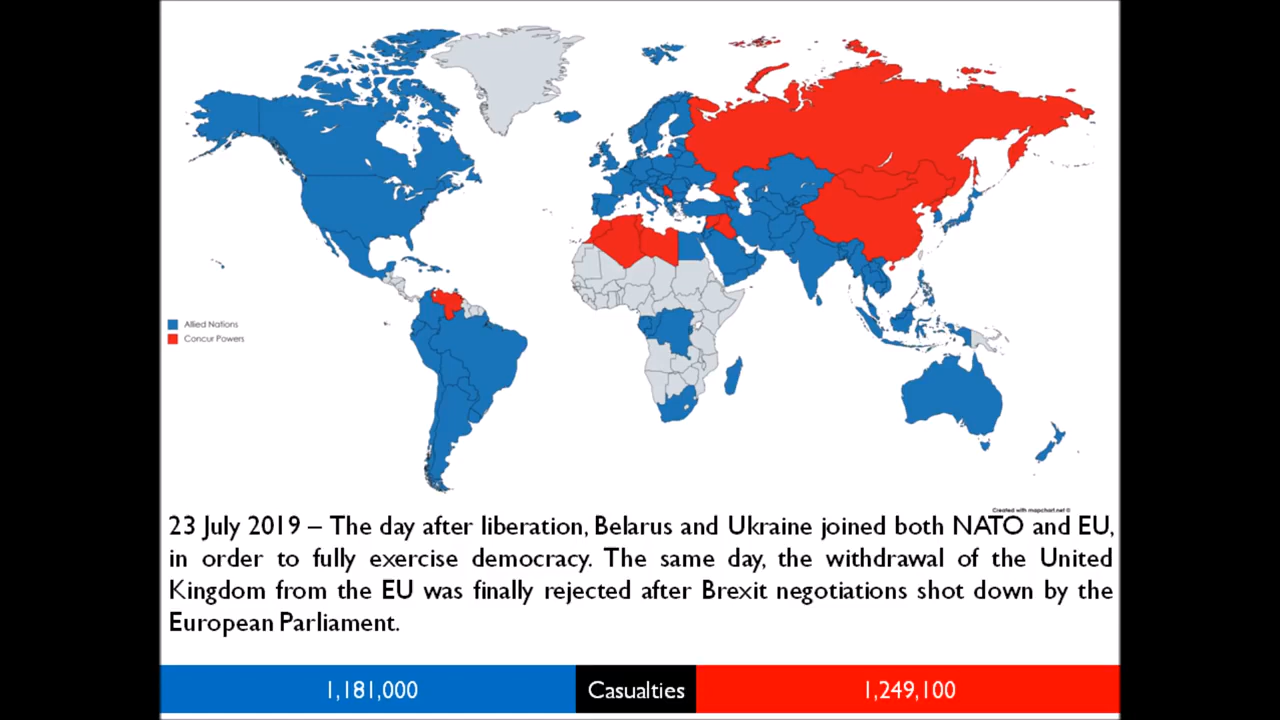 Allied Nations
Concur Powers
Created with mapchart.net ©
23 July 2019 – The day after liberation, Belarus and Ukraine joined both NATO and EU,
in order to fully exercise democracy. The same day, the withdrawal of the United
Kingdom from the EU was finally rejected after Brexit negotiations shot down by the
European Parliament.
1,181,000 Casualties 1,249,100